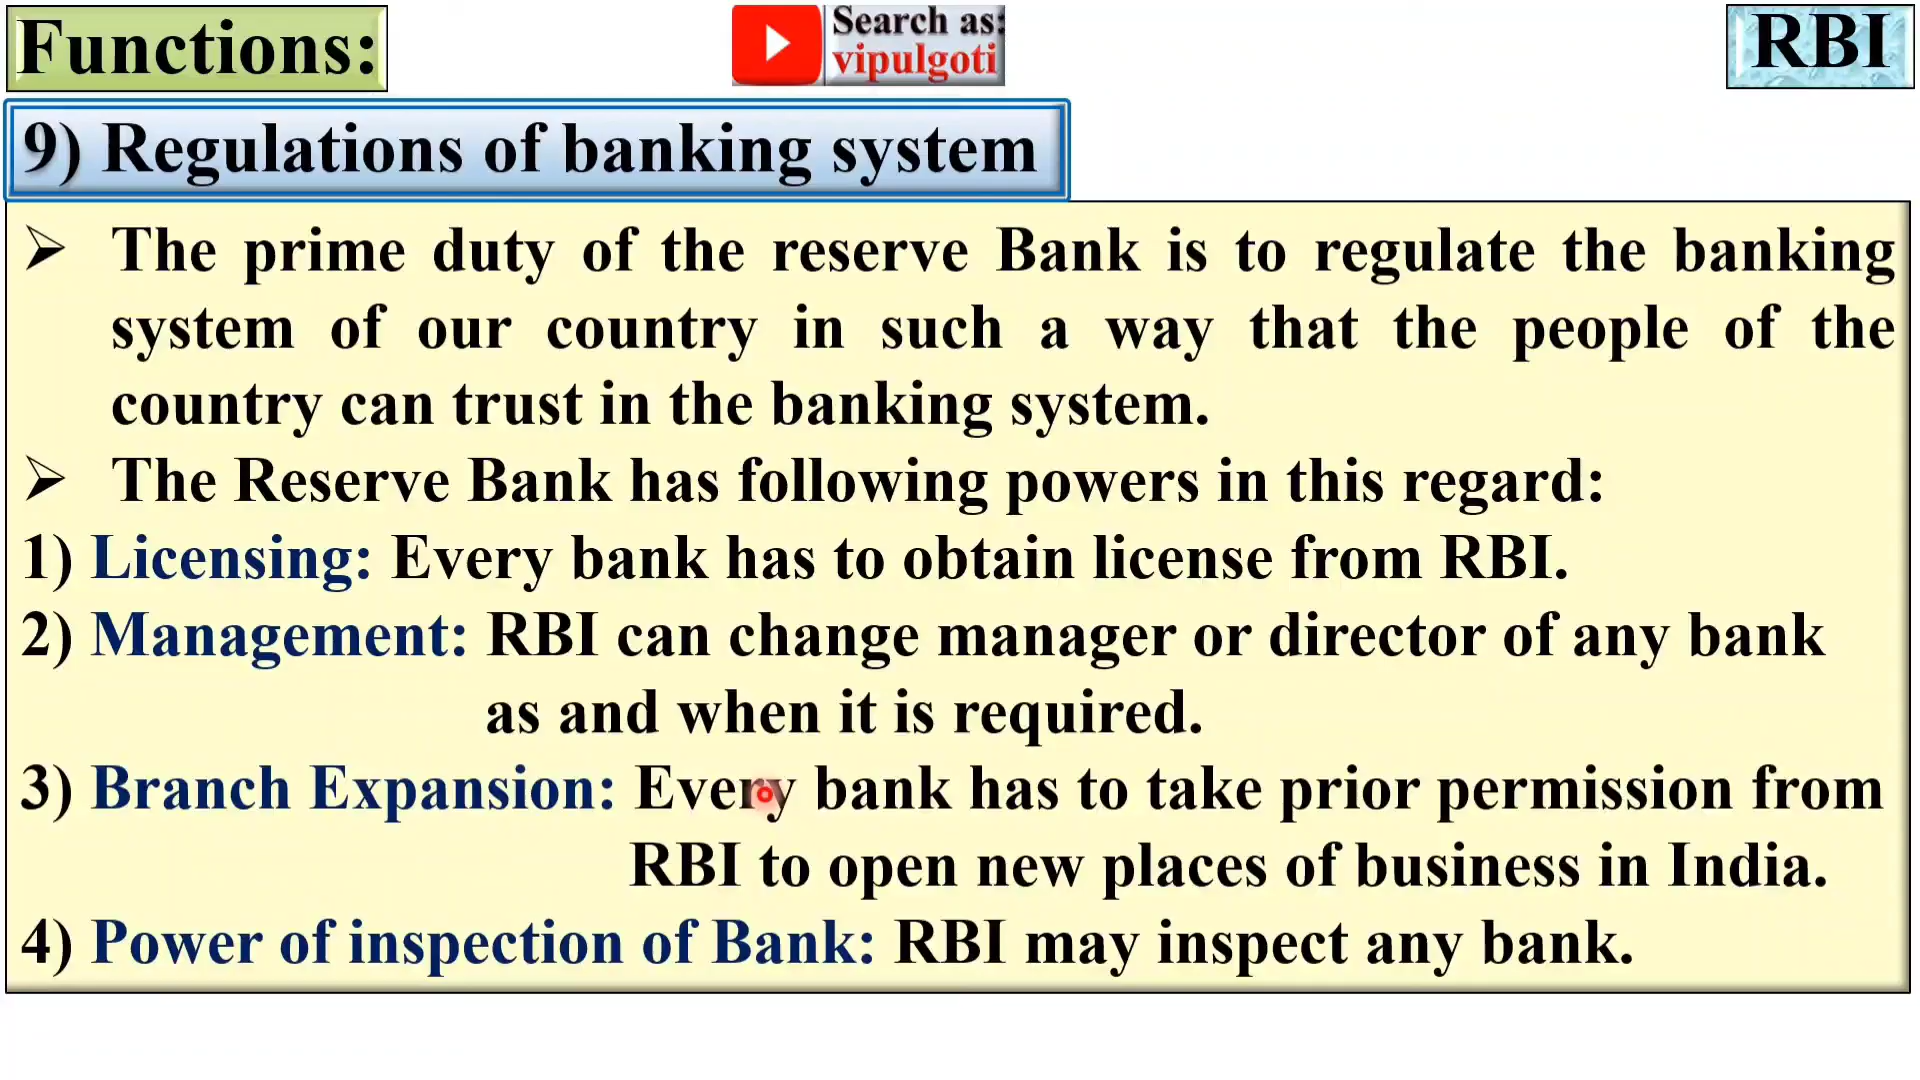 Functions:
Search as:
vipulgoti
RBI
9) Regulations of banking system
➢ The prime duty of the reserve Bank is to regulate the banking
system of our country in such a way that the people of the
country can trust in the banking system.
➢ The Reserve Bank has following powers in this regard:
1) Licensing: Every bank has to obtain license from RBI.
2) Management: RBI can change manager or director of any bank
as and when it is required.
3) Branch Expansion: Every bank has to take prior permission from
RBI to open new places of business in India.
4) Power of inspection of Bank: RBI may inspect any bank.